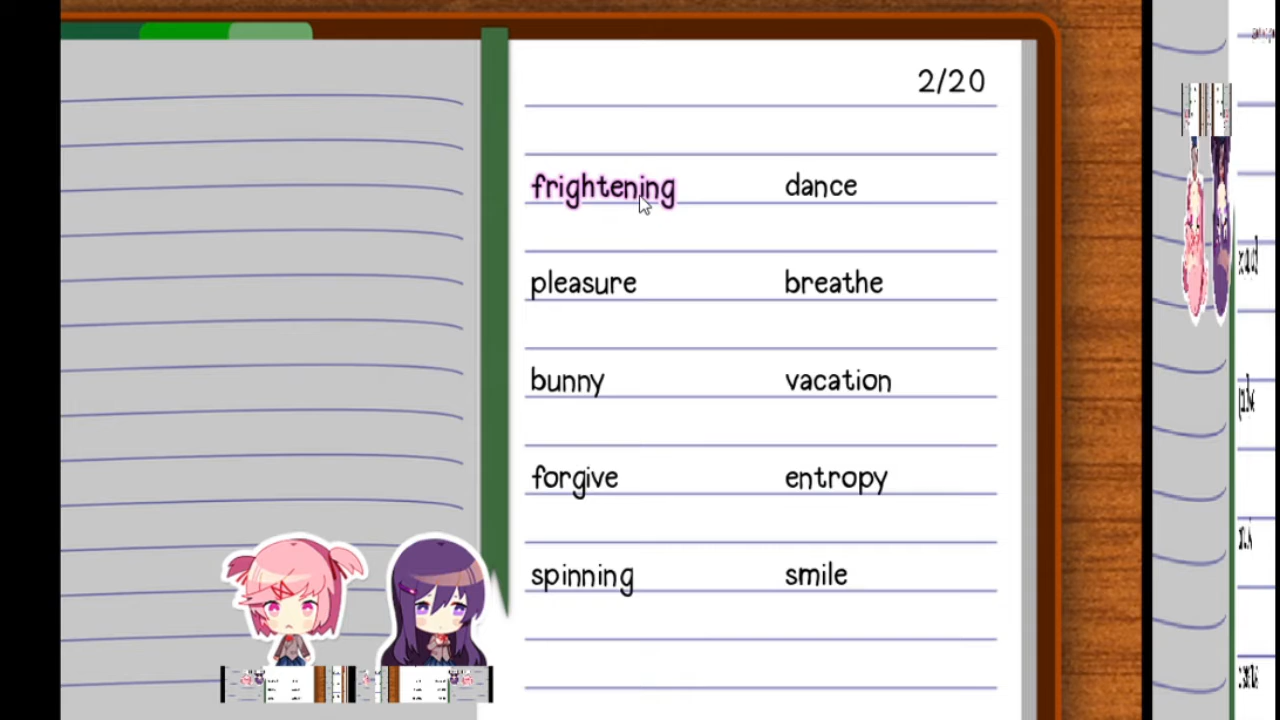 2/20
frightening dance
pleasure breathe
bunny vacation
forgive entropy
spinning smile